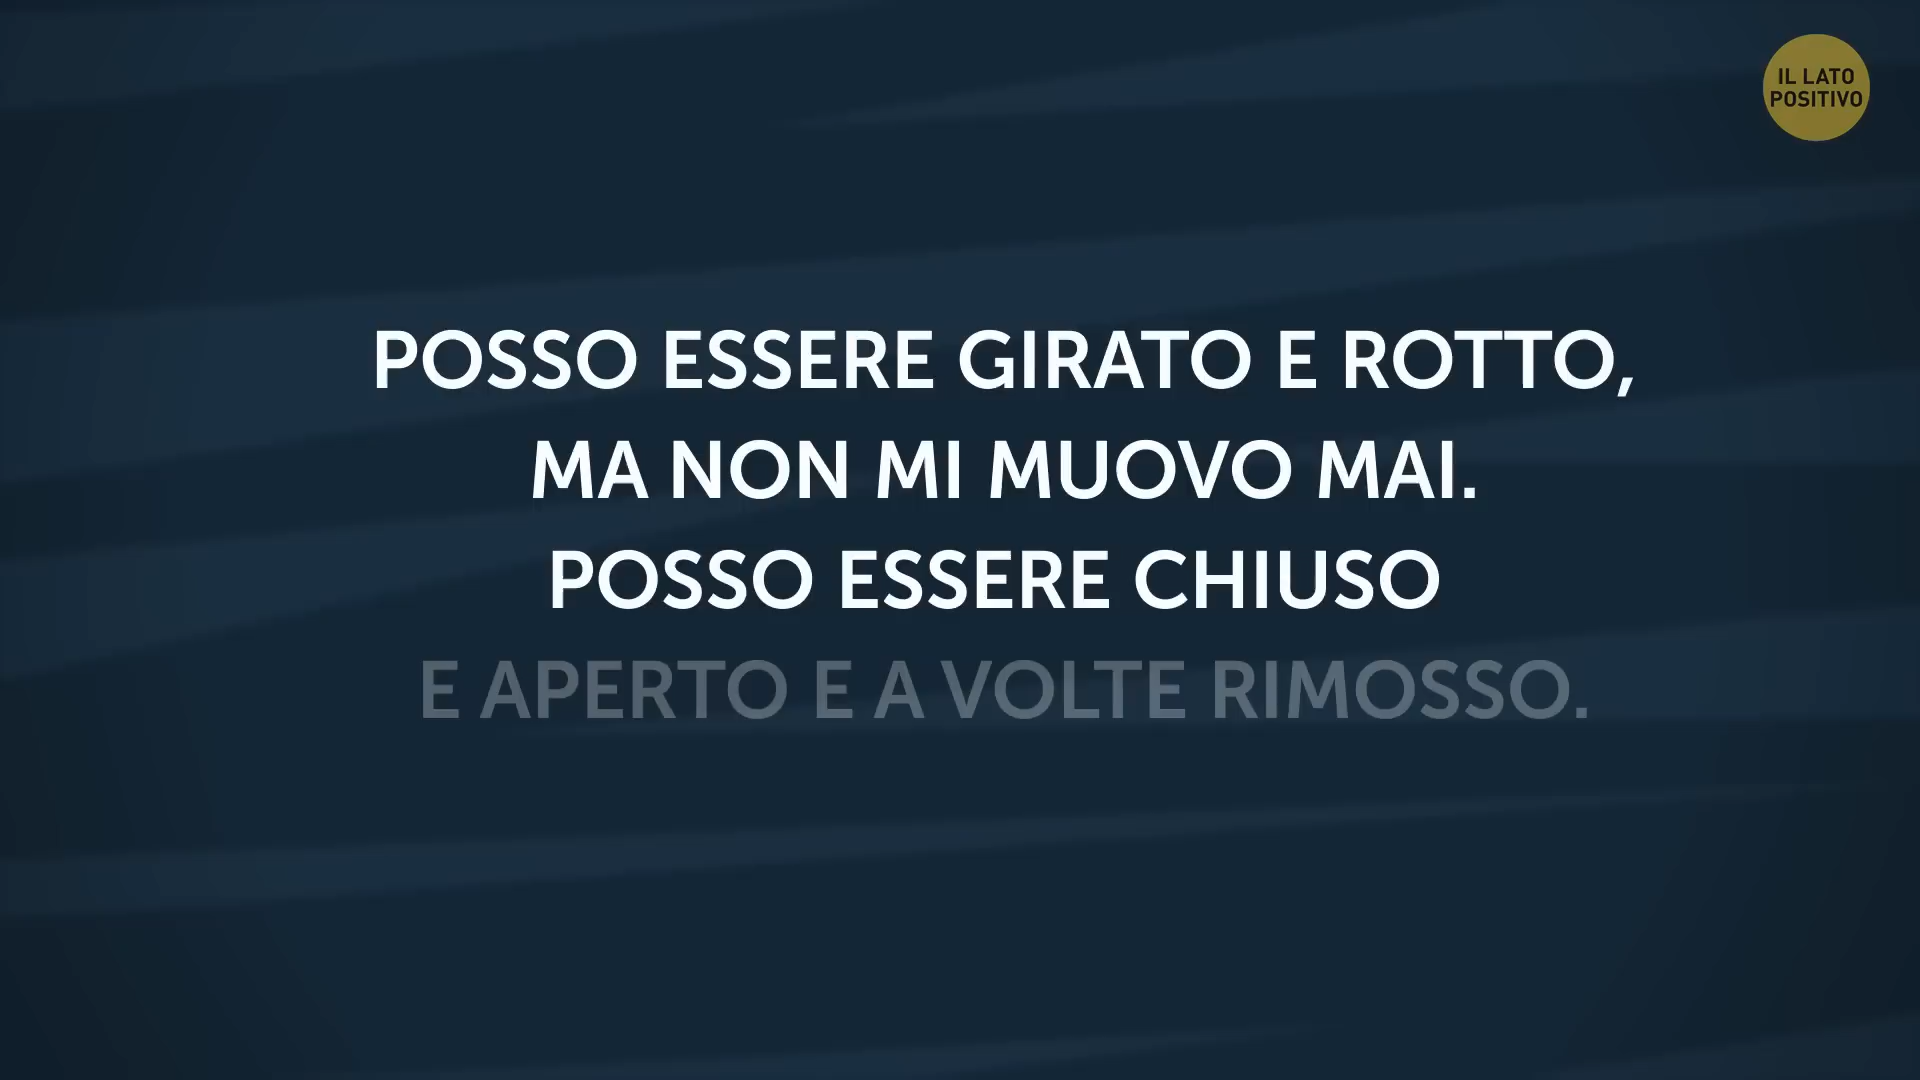 IL LATO
POSITIVO
POSSO ESSERE GIRATO E ROTTO,
MA NON MI MUOVO MAI.
POSSO ESSERE CHIUSO
E APERTO E A VOLTE RIMOSSO.